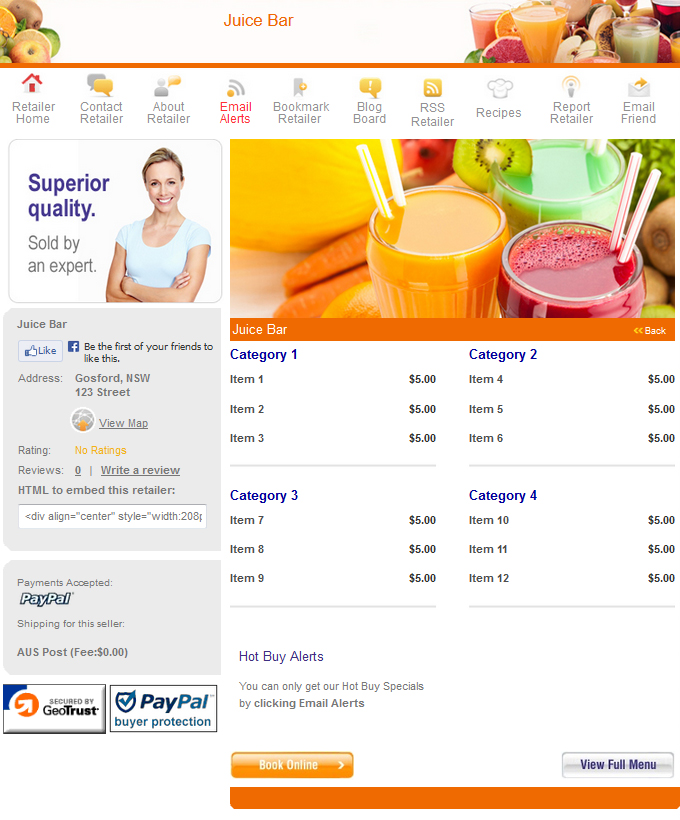 Juice Bar
Retailer Home
Contact Retailer
About Retailer
Email Alerts
Bookmark Retailer
Blog Board
RSS Retailer
Recipes
Report Retailer
Email Friend
Superior
quality.
Sold by
an expert.
Juice Bar
Like
Be the first of your friends to
like this.
Address: Gosford, NSW
123 Street
View Map
Rating: No Ratings
Reviews: 0 | Write a review
HTML to embed this retailer:
<div align="center" style="width:208p
Payments Accepted:
PayPal
Shipping for this seller:
AUS Post (Fee:$0.00)
SECURED BY
GeoTrust
PayPal
buyer protection
Juice Bar
Back
Category 1
Item 1 $5.00
Item 2 $5.00
Item 3 $5.00
Category 2
Item 4 $5.00
Item 5 $5.00
Item 6 $5.00
Category 3
Item 7 $5.00
Item 8 $5.00
Item 9 $5.00
Category 4
Item 10 $5.00
Item 11 $5.00
Item 12 $5.00
Hot Buy Alerts
You can only get our Hot Buy Specials
by clicking Email Alerts
Book Online
View Full Menu